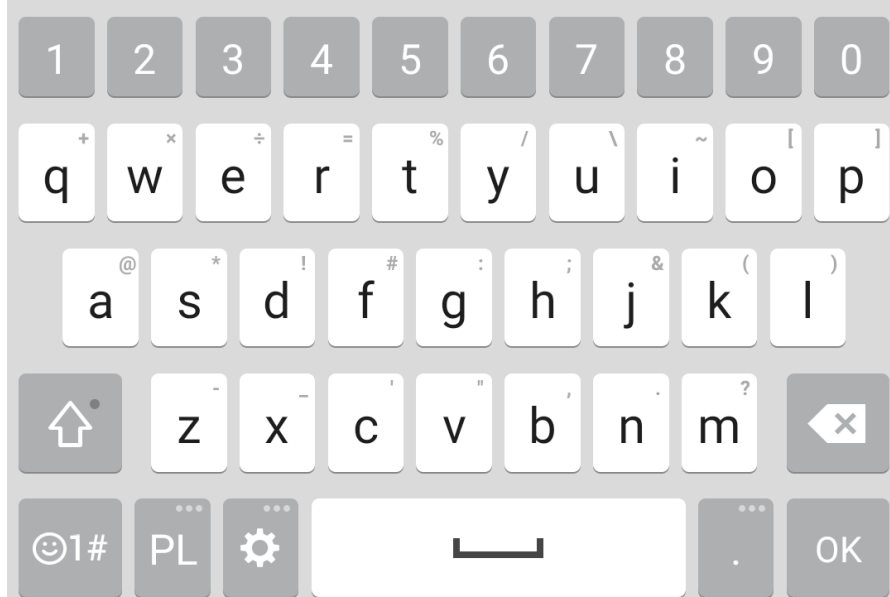 1 2 3 4 5 6 7 8 9 0
+ × ÷ = % / \ ~ [ ]
q w e r t y u i o p
@ * ! # : ; & ( )
a s d f g h j k l
- _ ' " , . ?
z x c v b n m
1# PL . OK